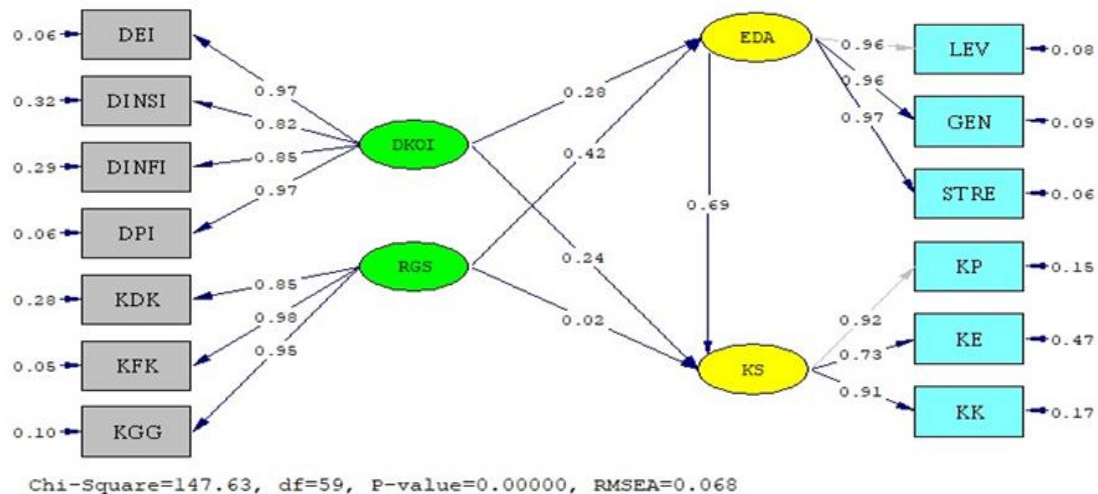 0.06 DEI
0.32 DINSI
0.29 DINFI
0.06 DPI
0.28 KDK
0.05 KFK
0.10 KGG
0.97
0.82
0.85
0.97
0.85
0.98
0.95
DKOI
RGS
0.28
0.42
0.24
0.02
EDA
0.69
KS
0.96
0.96
0.97
0.92
0.73
0.91
LEV 0.08
GEN 0.09
STRE 0.06
KP 0.15
KE 0.47
KK 0.17
Chi-Square=147.63, df=59, P-value=0.00000, RMSEA=0.068